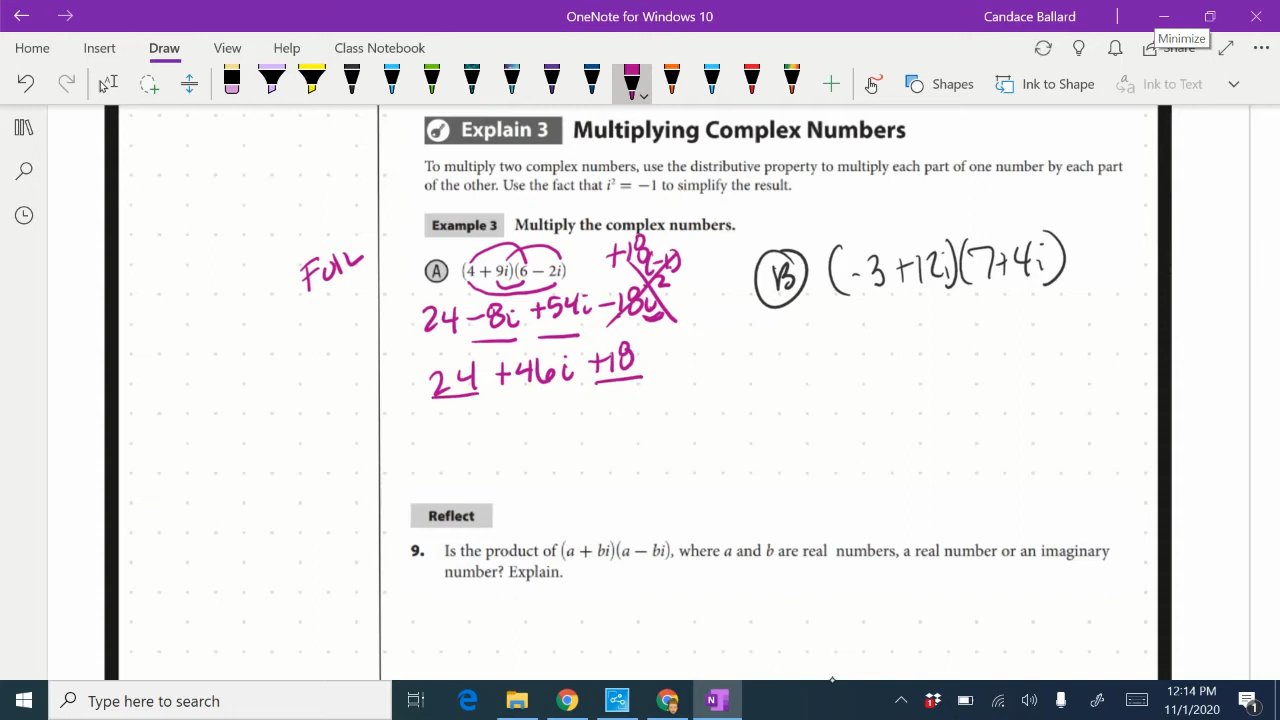 OneNote for Windows 10
Candace Ballard
Minimize
Home Insert Draw View Help Class Notebook Share
Shapes Ink to Shape Ink to Text
Explain 3 Multiplying Complex Numbers
To multiply two complex numbers, use the distributive property to multiply each part of one number by each part
of the other. Use the fact that i² = −1 to simplify the result.
Example 3 Multiply the complex numbers.
FOIL
A (4 + 9i)(6 − 2i)
+18 (-1)
24 -8i +54i -18i²
24 +46i +18
B (-3 +12i)(7+4i)
Reflect
9. Is the product of (a + bi)(a − bi), where a and b are real numbers, a real number or an imaginary
number? Explain.
Type here to search
12:14 PM
11/1/2020
1
1